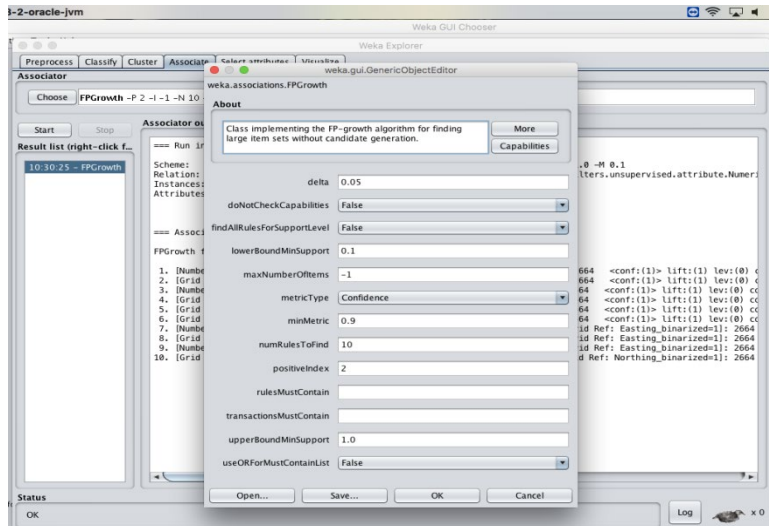 3-2-oracle-jvm
Weka GUI Chooser
Weka Explorer
Preprocess Classify Cluster Associate Select attributes Visualize
Associator
Choose FPGrowth -P 2 -I -1 -N 10
Start Stop
Result list (right-click f...
10:30:25 - FPGrowth
Associator ou
=== Run in
Scheme:
Relation:
Instances:
Attributes
=== Associ
FPGrowth f
1. [Numbe
2. [Grid
3. [Numbe
4. [Grid
5. [Grid
6. [Grid
7. [Numbe
8. [Grid
9. [Numbe
10. [Grid
weka.gui.GenericObjectEditor
weka.associations.FPGrowth
About
Class implementing the FP-growth algorithm for finding
large item sets without candidate generation.
More
Capabilities
delta 0.05
doNotCheckCapabilities False
findAllRulesForSupportLevel False
lowerBoundMinSupport 0.1
maxNumberOfItems -1
metricType Confidence
minMetric 0.9
numRulesToFind 10
positiveIndex 2
rulesMustContain
transactionsMustContain
upperBoundMinSupport 1.0
useORForMustContainList False
Open... Save... OK Cancel
.0 -M 0.1
lters.unsupervised.attribute.Numeri
664 <conf:(1)> lift:(1) lev:(0) c
64 <conf:(1)> lift:(1) lev:(0) co
64 <conf:(1)> lift:(1) lev:(0) cc
64 <conf:(1)> lift:(1) lev:(0) co
64 <conf:(1)> lift:(1) lev:(0) co
64 <conf:(1)> lift:(1) lev:(0) co
id Ref: Easting_binarized=1]: 2664
id Ref: Easting_binarized=1]: 2664
id Ref: Easting_binarized=1]: 2664
d Ref: Northing_binarized=1]: 2664
Status
OK
Log x 0